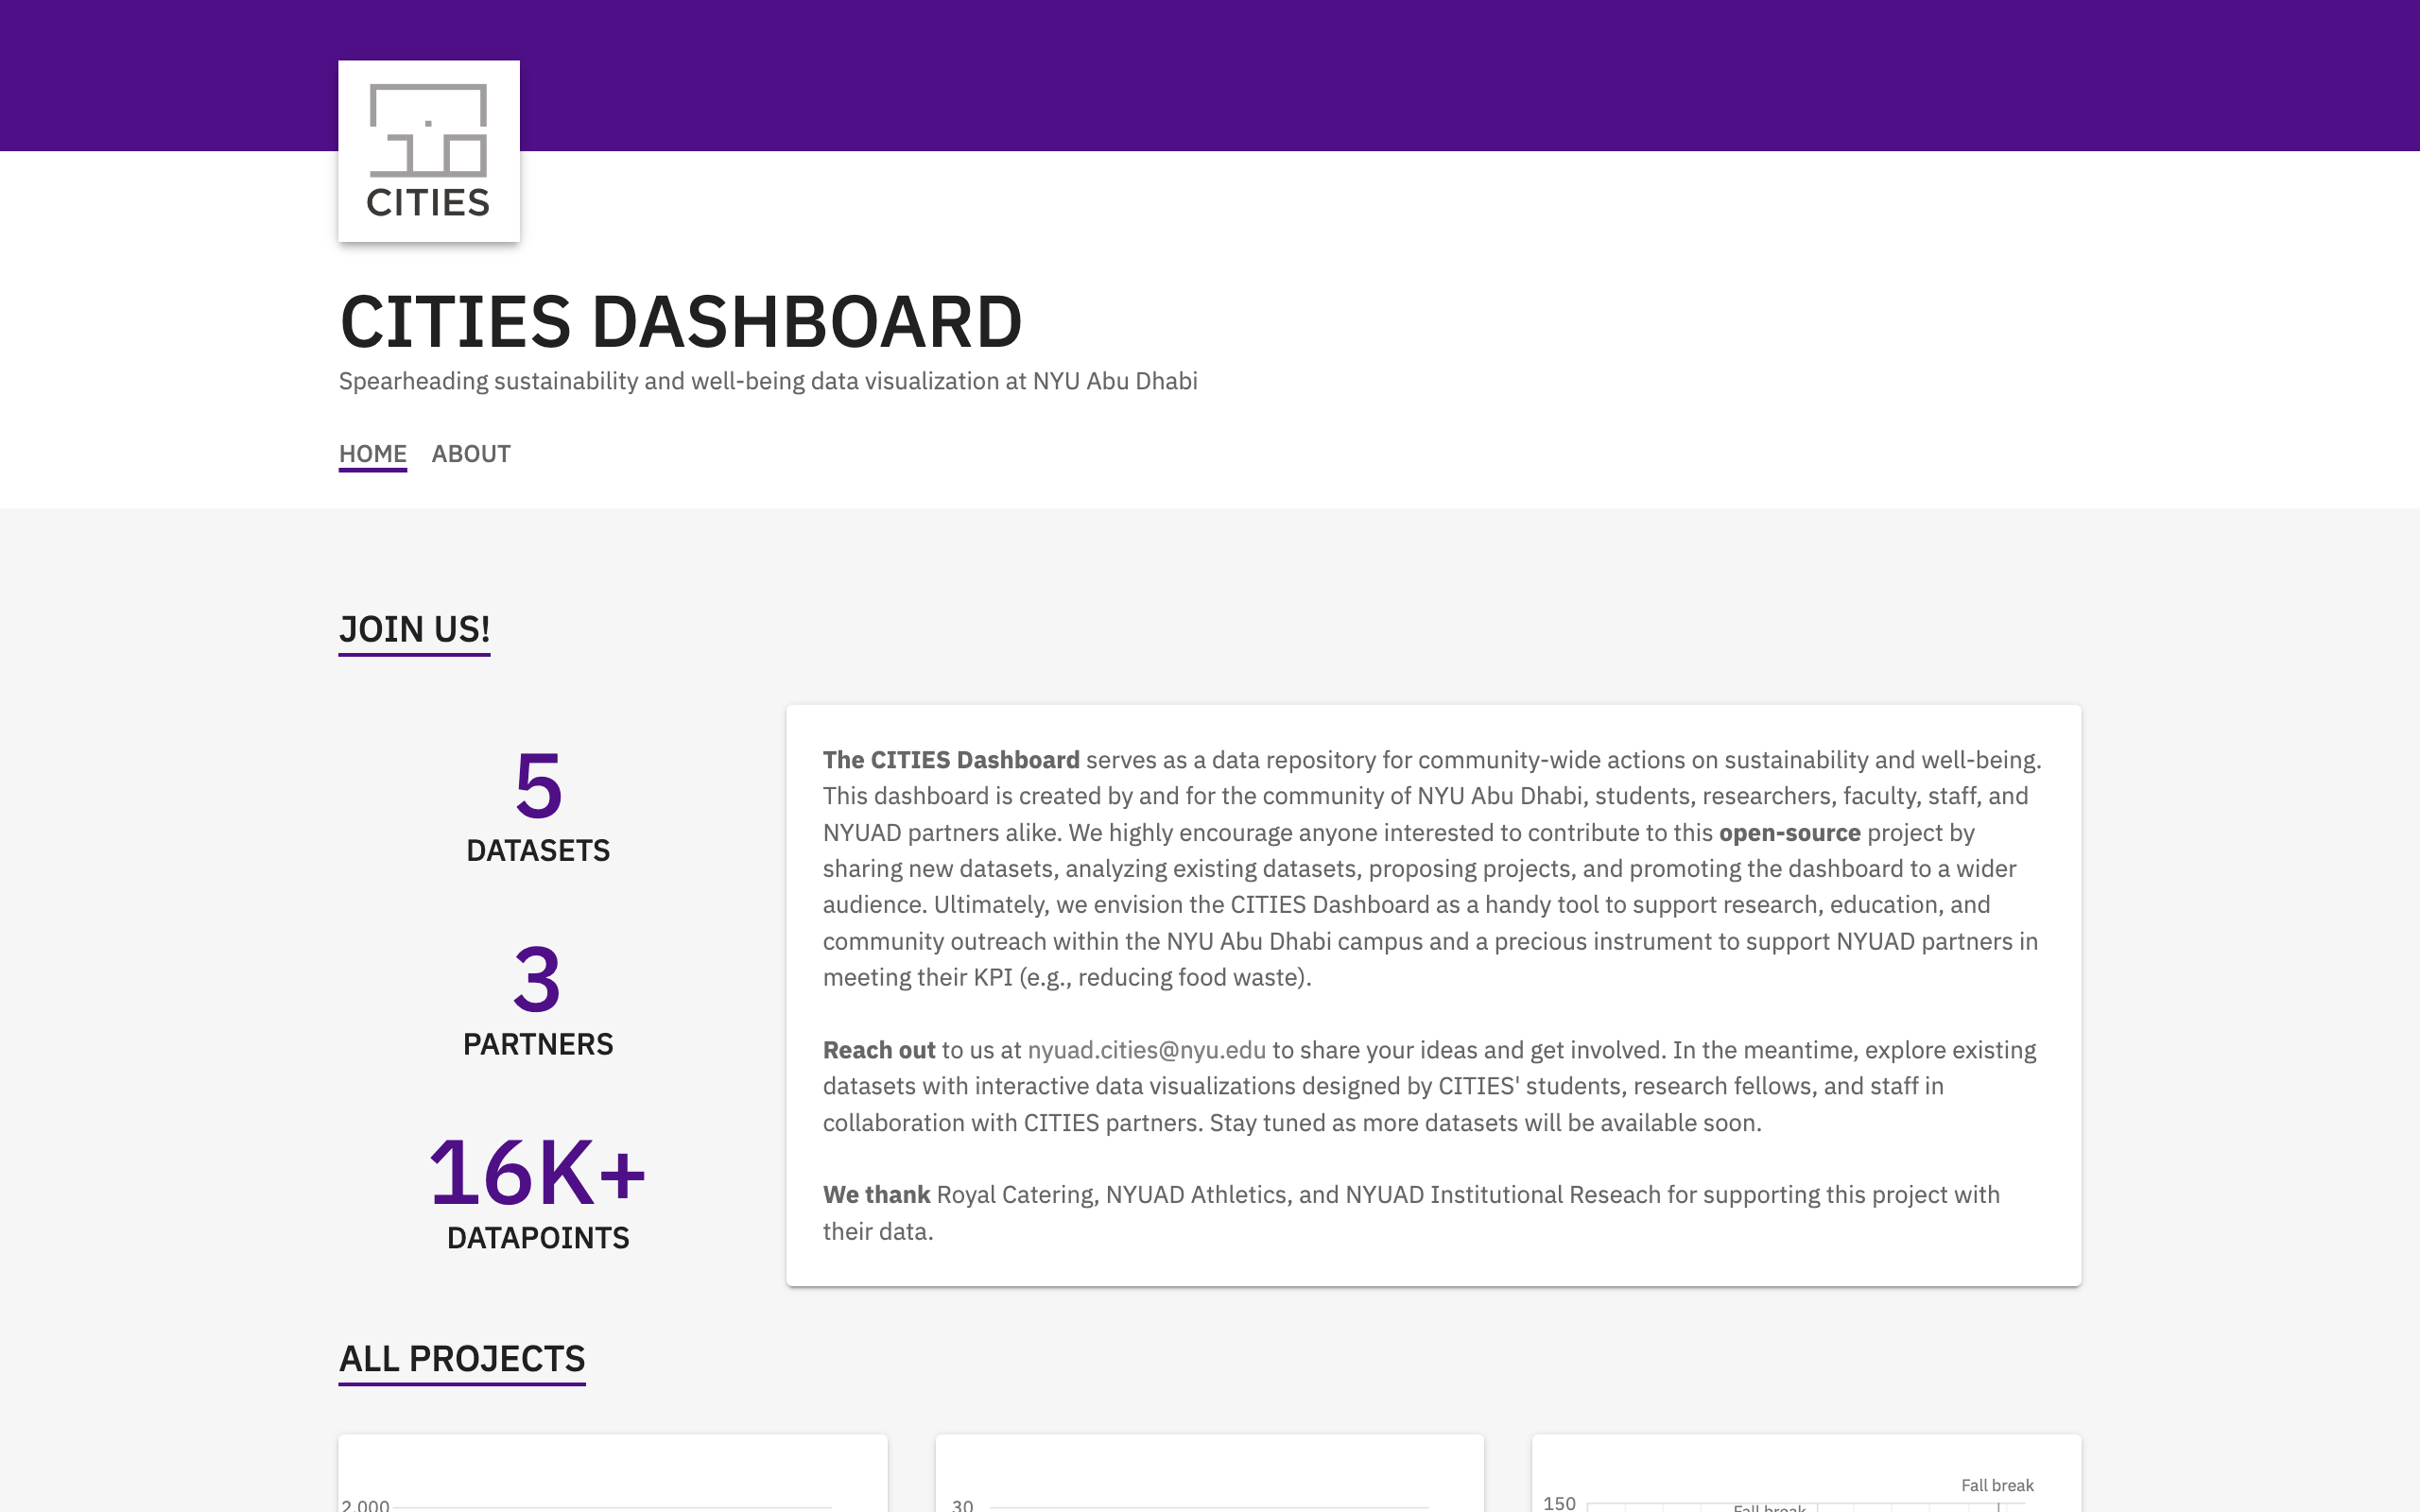 CITIES
CITIES DASHBOARD
Spearheading sustainability and well-being data visualization at NYU Abu Dhabi
HOME ABOUT
JOIN US!
5
DATASETS
3
PARTNERS
16K+
DATAPOINTS
The CITIES Dashboard serves as a data repository for community-wide actions on sustainability and well-being.
This dashboard is created by and for the community of NYU Abu Dhabi, students, researchers, faculty, staff, and
NYUAD partners alike. We highly encourage anyone interested to contribute to this open-source project by
sharing new datasets, analyzing existing datasets, proposing projects, and promoting the dashboard to a wider
audience. Ultimately, we envision the CITIES Dashboard as a handy tool to support research, education, and
community outreach within the NYU Abu Dhabi campus and a precious instrument to support NYUAD partners in
meeting their KPI (e.g., reducing food waste).
Reach out to us at nyuad.cities@nyu.edu to share your ideas and get involved. In the meantime, explore existing
datasets with interactive data visualizations designed by CITIES' students, research fellows, and staff in
collaboration with CITIES partners. Stay tuned as more datasets will be available soon.
We thank Royal Catering, NYUAD Athletics, and NYUAD Institutional Reseach for supporting this project with
their data.
ALL PROJECTS
2,000
30
Fall break
150
Fall break